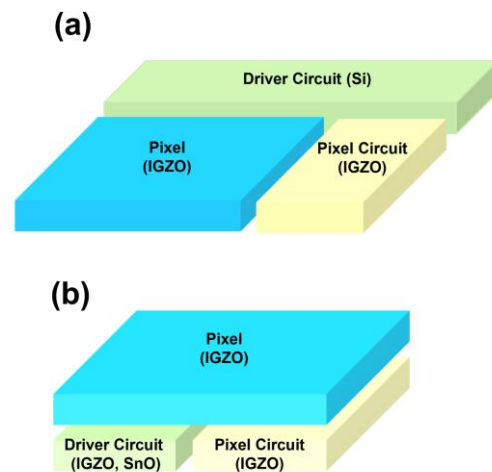 (a)
Driver Circuit (Si)
Pixel
(IGZO)
Pixel Circuit
(IGZO)
(b)
Pixel
(IGZO)
Driver Circuit
(IGZO, SnO)
Pixel Circuit
(IGZO)